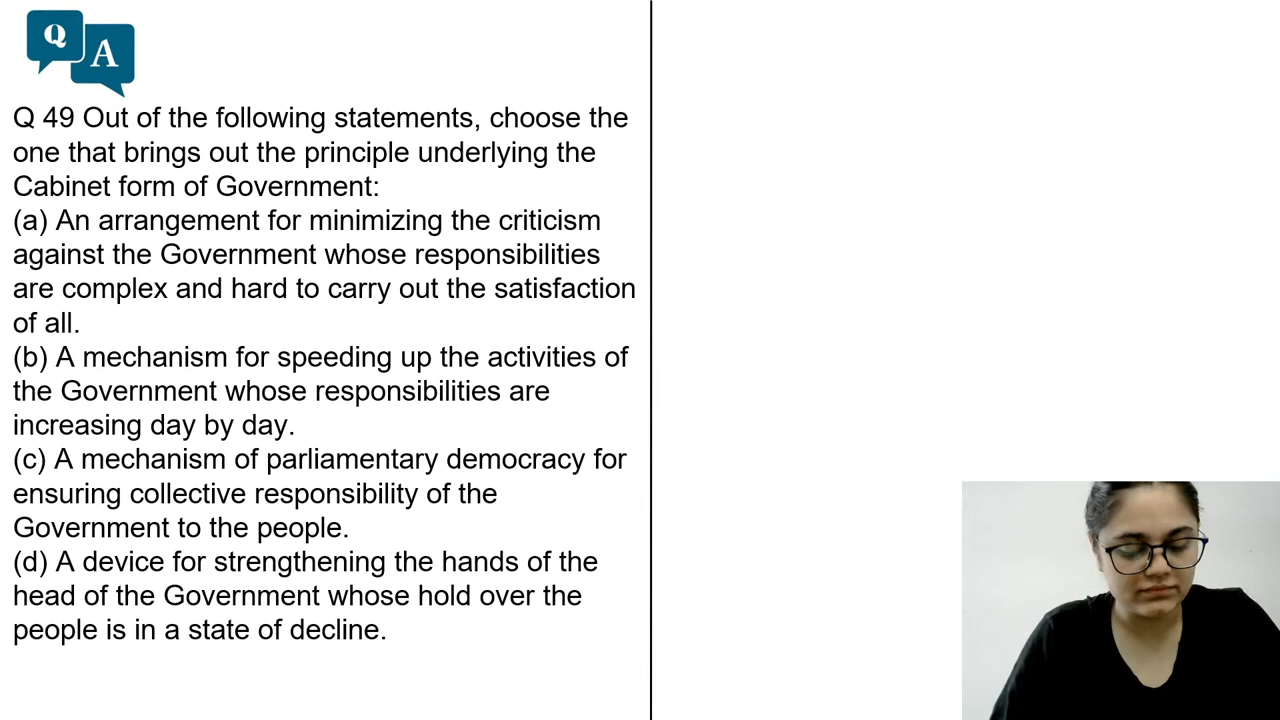 Q
A
Q 49 Out of the following statements, choose the
one that brings out the principle underlying the
Cabinet form of Government:
(a) An arrangement for minimizing the criticism
against the Government whose responsibilities
are complex and hard to carry out the satisfaction
of all.
(b) A mechanism for speeding up the activities of
the Government whose responsibilities are
increasing day by day.
(c) A mechanism of parliamentary democracy for
ensuring collective responsibility of the
Government to the people.
(d) A device for strengthening the hands of the
head of the Government whose hold over the
people is in a state of decline.